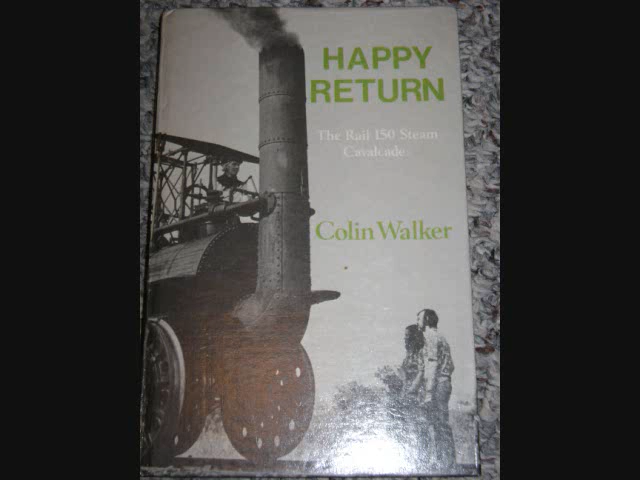 HAPPY
RETURN
The Rail 150 Steam
Cavalcade
Colin Walker